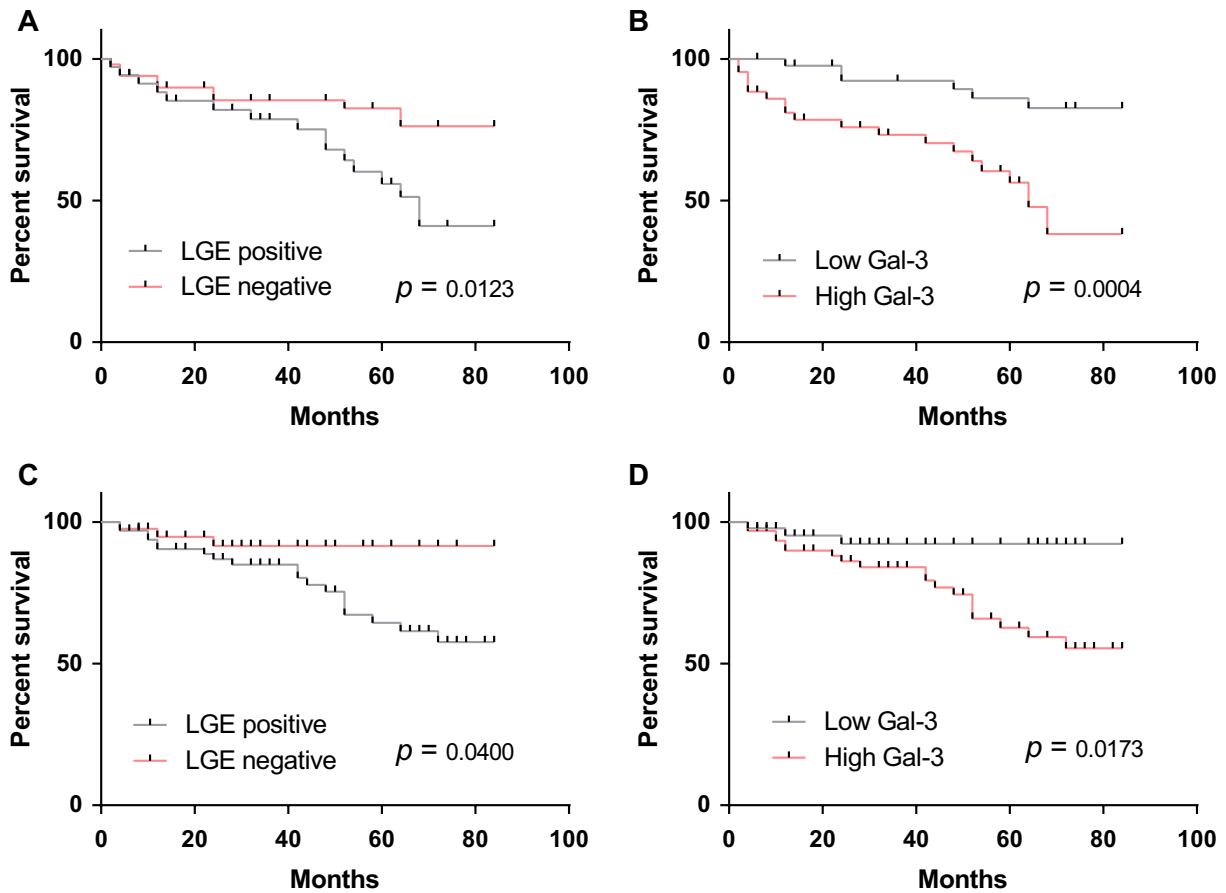 A
Percent survival
100
50
0
LGE positive
LGE negative
p = 0.0123
0 20 40 60 80 100
Months
B
Percent survival
100
50
0
Low Gal-3
High Gal-3
p = 0.0004
0 20 40 60 80 100
Months
C
Percent survival
100
50
0
LGE positive
LGE negative
p = 0.0400
0 20 40 60 80 100
Months
D
Percent survival
100
50
0
Low Gal-3
High Gal-3
p = 0.0173
0 20 40 60 80 100
Months